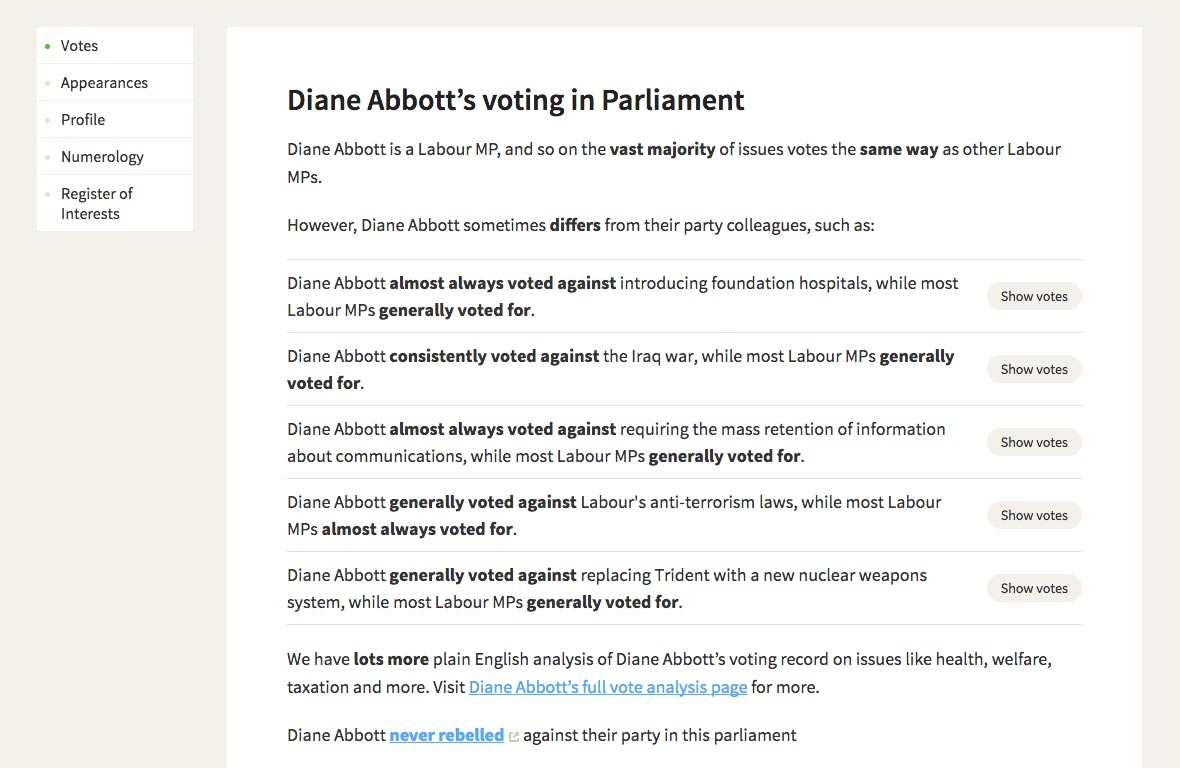 Votes
Appearances
Profile
Numerology
Register of
Interests
Diane Abbott’s voting in Parliament
Diane Abbott is a Labour MP, and so on the vast majority of issues votes the same way as other Labour
MPs.
However, Diane Abbott sometimes differs from their party colleagues, such as:
Diane Abbott almost always voted against introducing foundation hospitals, while most
Labour MPs generally voted for.
Show votes
Diane Abbott consistently voted against the Iraq war, while most Labour MPs generally
voted for.
Show votes
Diane Abbott almost always voted against requiring the mass retention of information
about communications, while most Labour MPs generally voted for.
Show votes
Diane Abbott generally voted against Labour's anti-terrorism laws, while most Labour
MPs almost always voted for.
Show votes
Diane Abbott generally voted against replacing Trident with a new nuclear weapons
system, while most Labour MPs generally voted for.
Show votes
We have lots more plain English analysis of Diane Abbott’s voting record on issues like health, welfare,
taxation and more. Visit Diane Abbott’s full vote analysis page for more.
Diane Abbott never rebelled against their party in this parliament